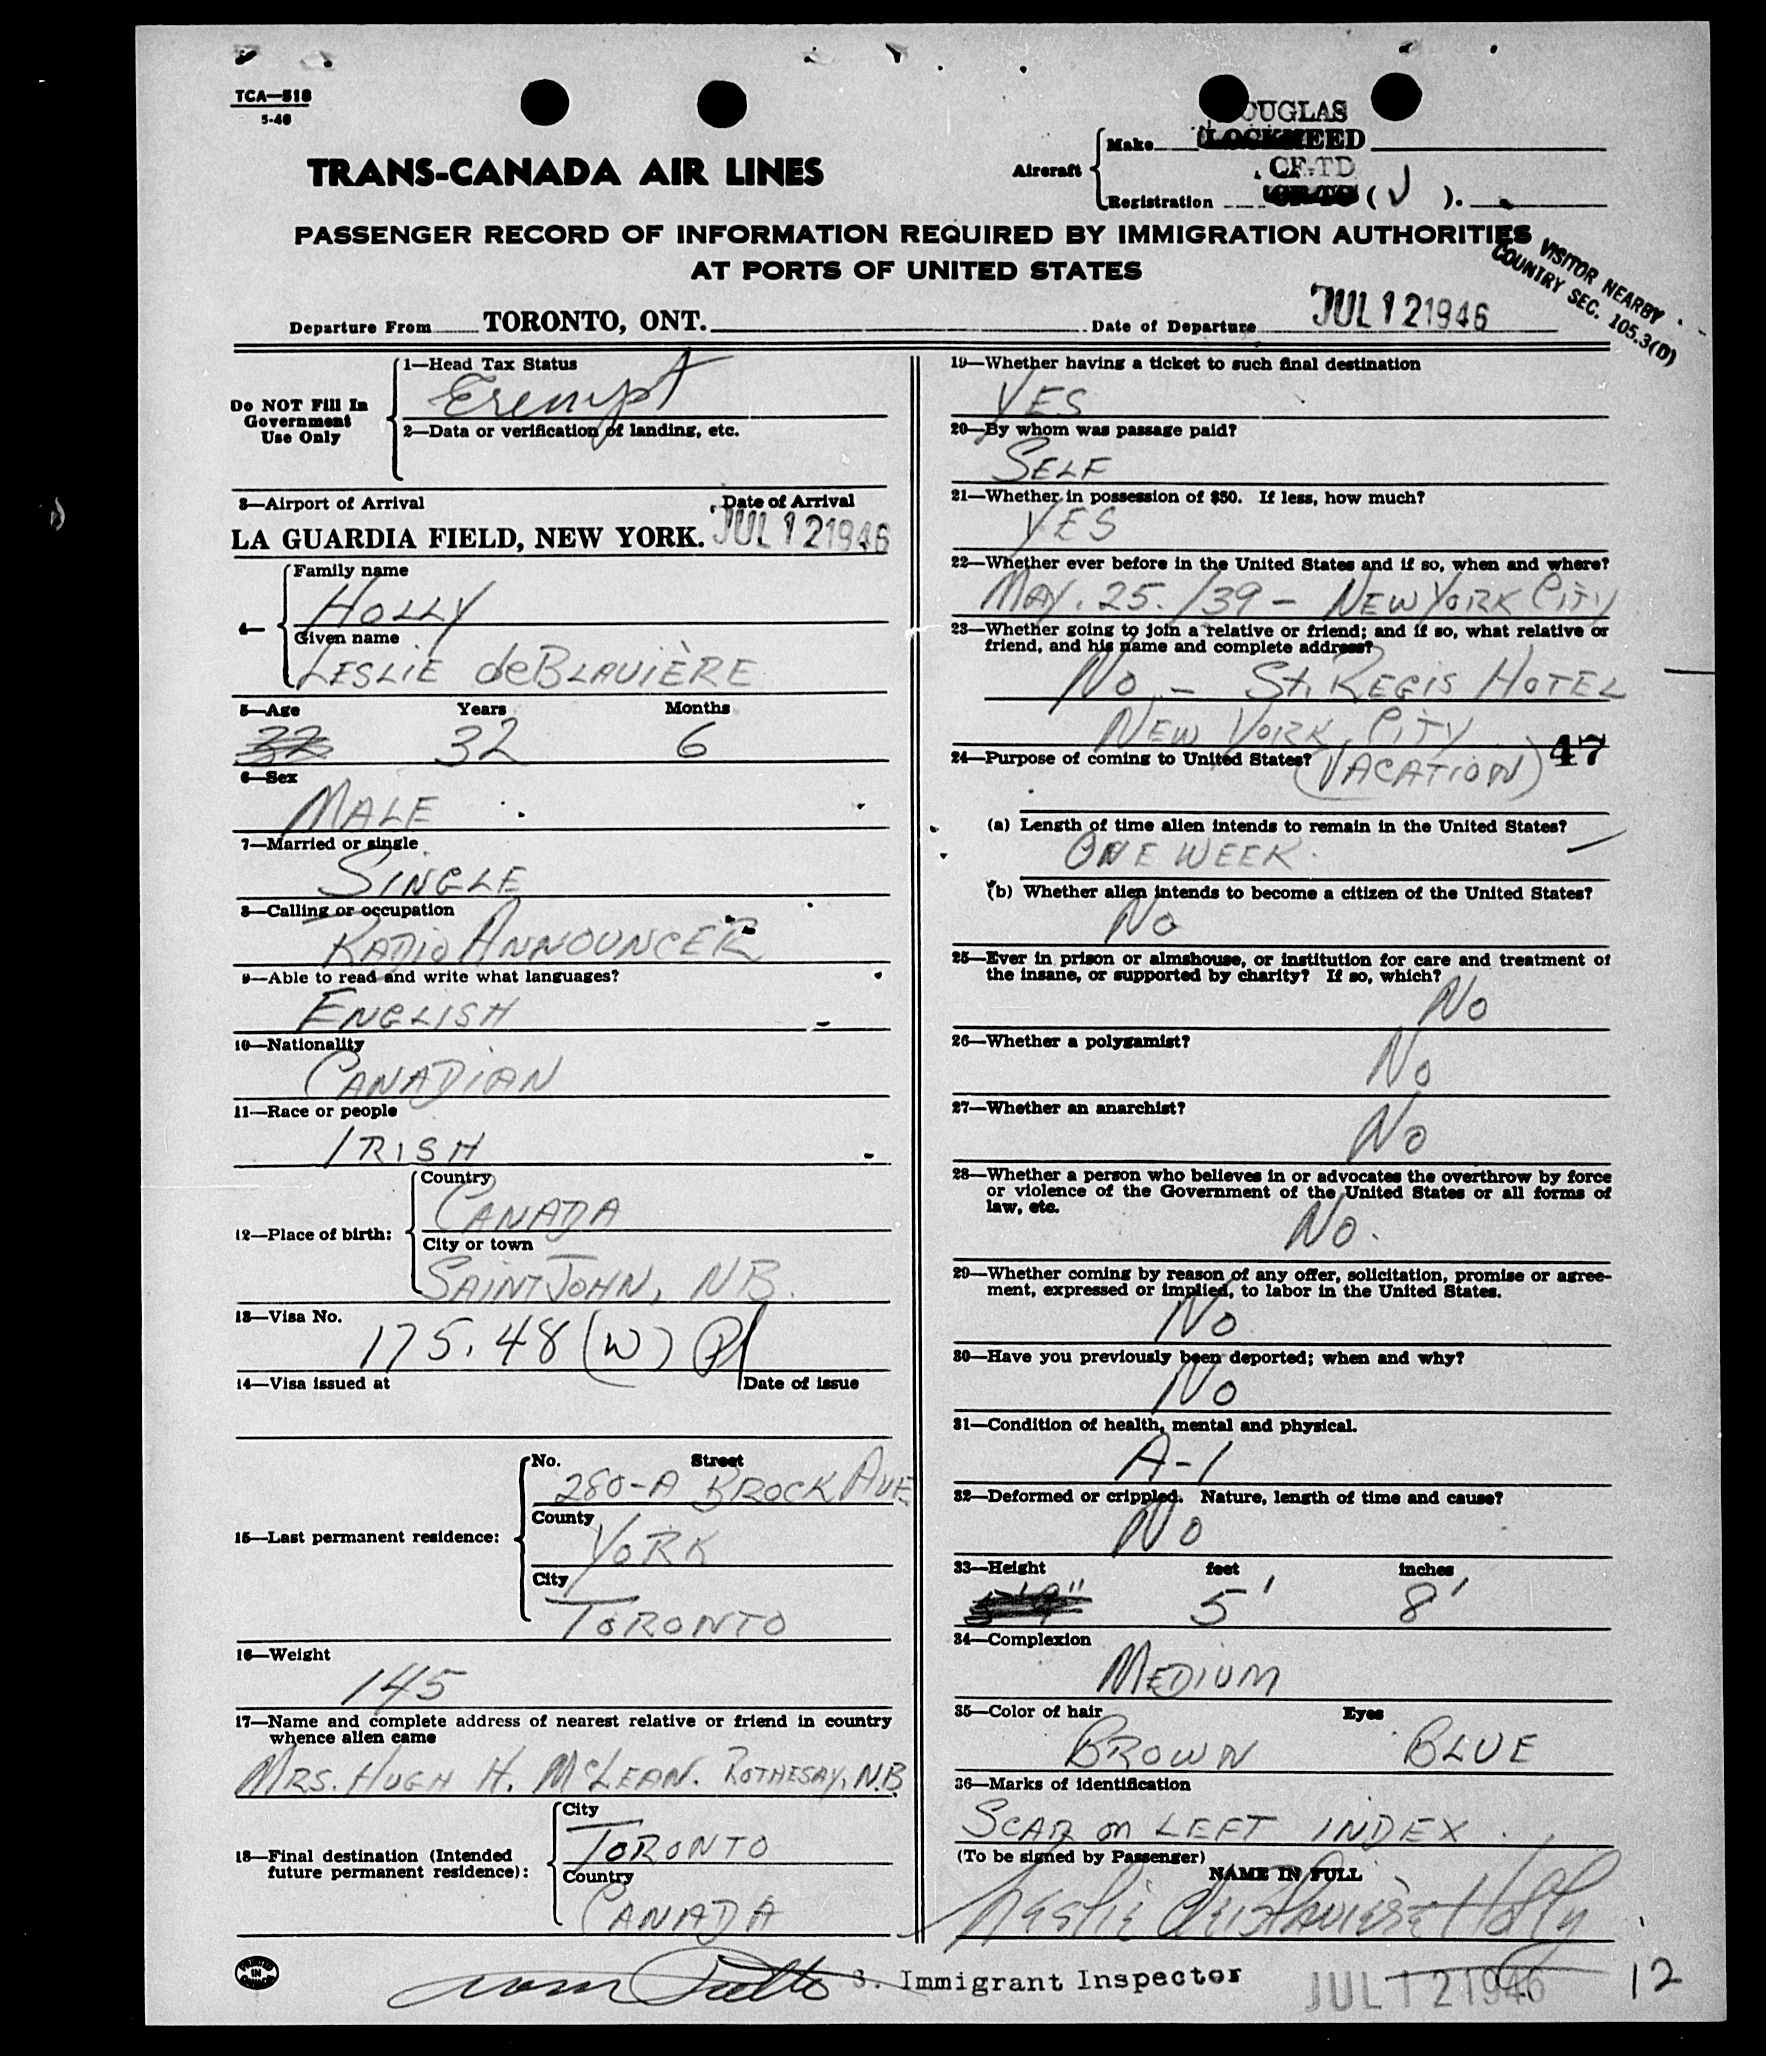 TCA—518
5-46
DOUGLAS
Aircraft
Make LOCKHEED
CF-TD
Registration CF-TC ( J ).
TRANS-CANADA AIR LINES
PASSENGER RECORD OF INFORMATION REQUIRED BY IMMIGRATION AUTHORITIES
AT PORTS OF UNITED STATES
VISITOR NEARBY
COUNTRY SEC. 105.3(D)
Departure From TORONTO, ONT. Date of Departure JUL 12 1946
Do NOT Fill In
Government
Use Only
1—Head Tax Status
Exempt
2—Data or verification of landing, etc.
3—Airport of Arrival Date of Arrival
LA GUARDIA FIELD, NEW YORK. JUL 12 1946
4— Family name
HOLLY
Given name
LESLIE deBLAVIÈRE
5—Age Years Months
32 32 6
6—Sex
MALE
7—Married or single
SINGLE
8—Calling or occupation
RADIO ANNOUNCER
9—Able to read and write what languages?
ENGLISH
10—Nationality
CANADIAN
11—Race or people
IRISH
12—Place of birth: Country
CANADA
City or town
SAINT JOHN, N.B.
13—Visa No.
175.48 (W)
14—Visa issued at Date of issue
15—Last permanent residence: No. Street
280-A BROCK AVE
County
YORK
City
TORONTO
16—Weight
145
17—Name and complete address of nearest relative or friend in country
whence alien came
MRS. HUGH H. McLEAN. ROTHESAY, N.B.
18—Final destination (Intended
future permanent residence):
City
TORONTO
Country
CANADA
19—Whether having a ticket to such final destination
YES
20—By whom was passage paid?
SELF
21—Whether in possession of $50. If less, how much?
YES
22—Whether ever before in the United States and if so, when and where?
MAY. 25. /39 - NEW YORK CITY
23—Whether going to join a relative or friend; and if so, what relative or
friend, and his name and complete address?
NO - St. REGIS HOTEL
NEW YORK CITY
24—Purpose of coming to United States? (VACATION) 47
(a) Length of time alien intends to remain in the United States?
ONE WEEK.
(b) Whether alien intends to become a citizen of the United States?
NO
25—Ever in prison or almshouse, or institution for care and treatment of
the insane, or supported by charity? If so, which?
NO
26—Whether a polygamist?
NO
27—Whether an anarchist?
NO
28—Whether a person who believes in or advocates the overthrow by force
or violence of the Government of the United States or all forms of
law, etc.
NO.
29—Whether coming by reason of any offer, solicitation, promise or agree-
ment, expressed or implied, to labor in the United States.
NO
30—Have you previously been deported; when and why?
NO
31—Condition of health, mental and physical.
A-1
32—Deformed or crippled. Nature, length of time and cause?
NO
33—Height feet inches
5' 8'
34—Complexion
MEDIUM
35—Color of hair Eyes
BROWN BLUE
36—Marks of identification
SCAR on LEFT INDEX.
(To be signed by Passenger)
NAME IN FULL
Leslie deBlavière Holly
PRINTED
IN
CANADA
S. Immigrant Inspector JUL 12 1946 12